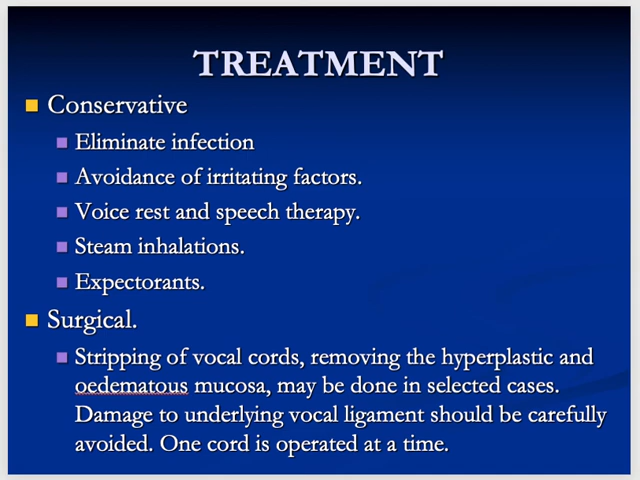 TREATMENT
Conservative
Eliminate infection
Avoidance of irritating factors.
Voice rest and speech therapy.
Steam inhalations.
Expectorants.
Surgical.
Stripping of vocal cords, removing the hyperplastic and
oedematous mucosa, may be done in selected cases.
Damage to underlying vocal ligament should be carefully
avoided. One cord is operated at a time.